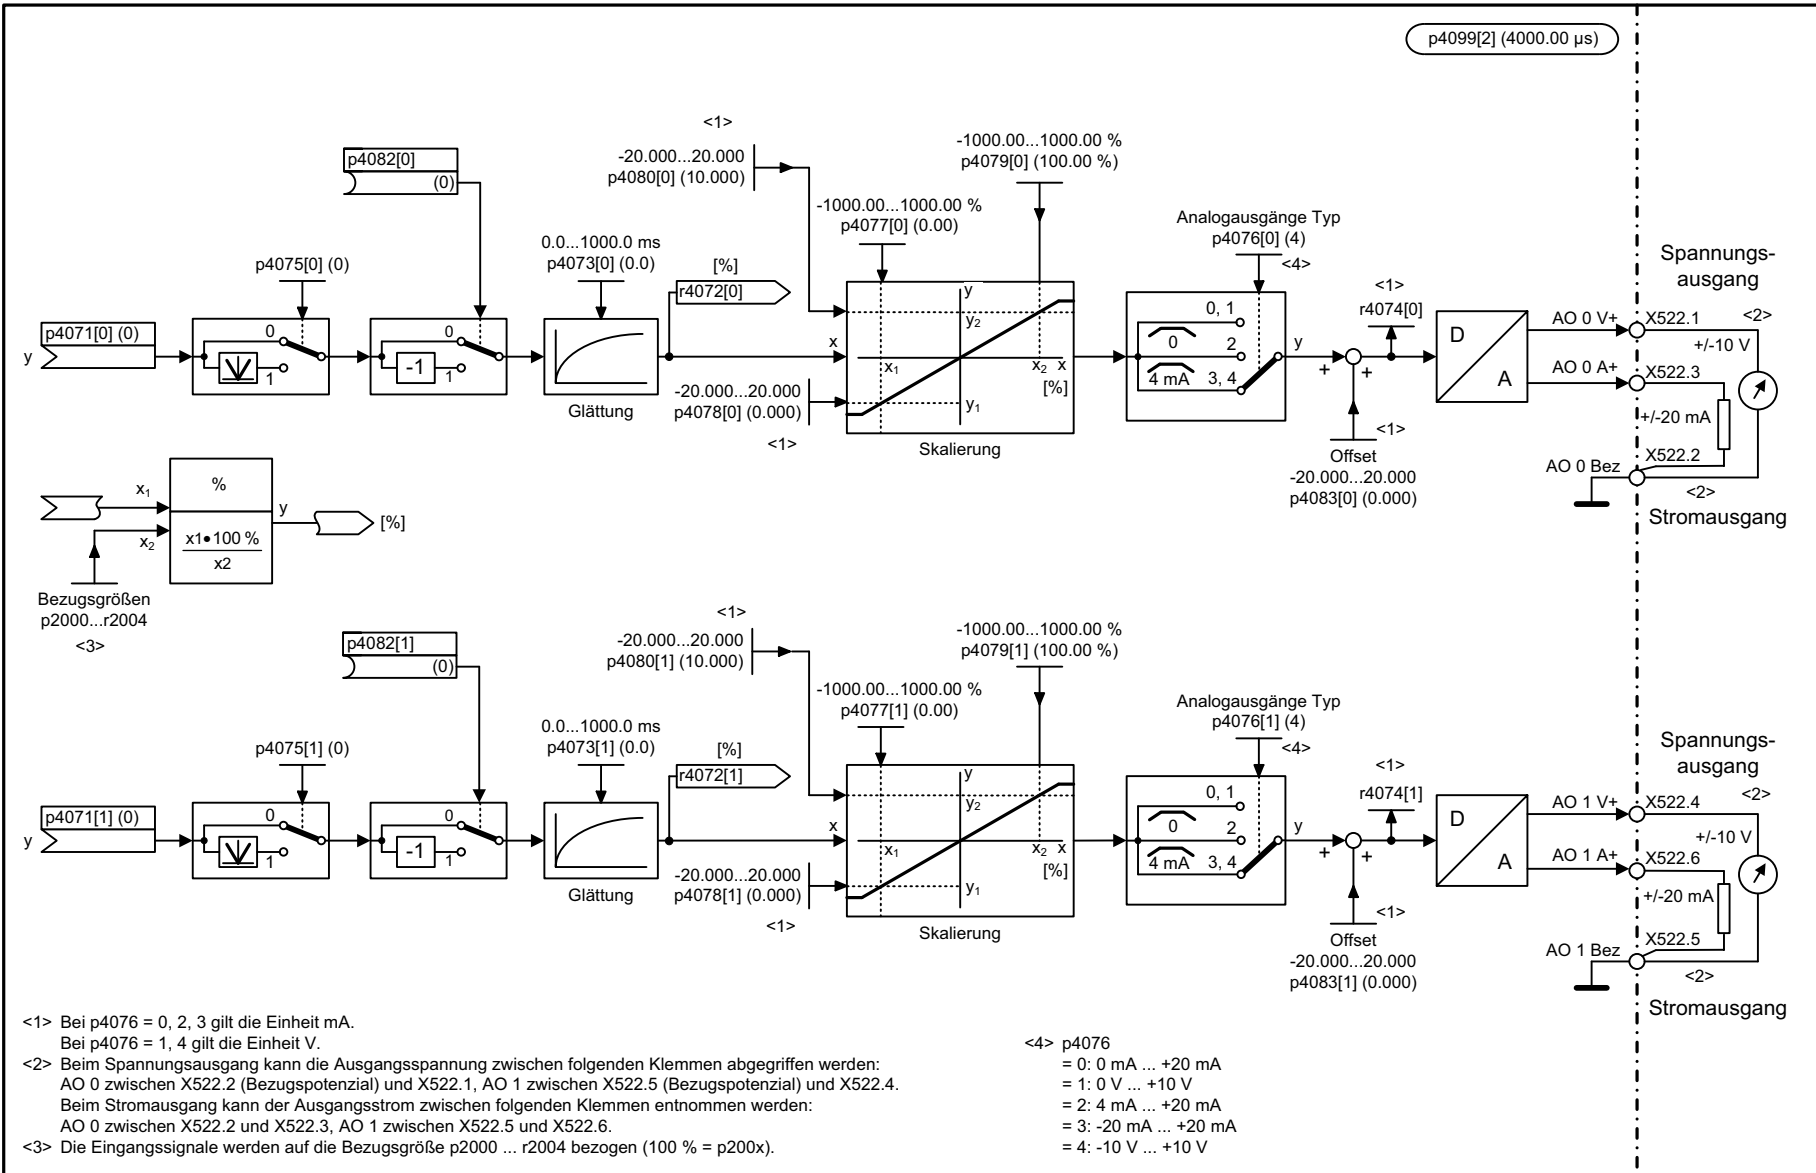 p4099[2] (4000.00 µs)
<1>
-20.000...20.000
p4080[0] (10.000)
-1000.00...1000.00 %
p4079[0] (100.00 %)
p4082[0]
(0)
-1000.00...1000.00 %
p4077[0] (0.00)
Analogausgänge Typ
p4076[0] (4)
<4>
0.0...1000.0 ms
p4073[0] (0.0)
p4075[0] (0)
[%]
r4072[0]
<1>
r4074[0]
Spannungs-
ausgang
y
p4071[0] (0)
0
1
0
-1
1
Glättung
x
y
y2
x1
x2
x
[%]
y1
-20.000...20.000
p4078[0] (0.000)
<1>
Skalierung
0, 1
0
2
4 mA
3, 4
y
+
+
<1>
Offset
-20.000...20.000
p4083[0] (0.000)
D
A
AO 0 V+
X522.1
<2>
+/-10 V
AO 0 A+
X522.3
+/-20 mA
AO 0 Bez
X522.2
<2>
Stromausgang
x1
x2
%
x1•100 %
x2
y
[%]
Bezugsgrößen
p2000...r2004
<3>
<1>
-20.000...20.000
p4080[1] (10.000)
-1000.00...1000.00 %
p4079[1] (100.00 %)
p4082[1]
(0)
-1000.00...1000.00 %
p4077[1] (0.00)
Analogausgänge Typ
p4076[1] (4)
<4>
0.0...1000.0 ms
p4073[1] (0.0)
p4075[1] (0)
[%]
r4072[1]
<1>
r4074[1]
Spannungs-
ausgang
y
p4071[1] (0)
0
1
0
-1
1
Glättung
x
y
y2
x1
x2
x
[%]
y1
-20.000...20.000
p4078[1] (0.000)
<1>
Skalierung
0, 1
0
2
4 mA
3, 4
y
+
+
<1>
Offset
-20.000...20.000
p4083[1] (0.000)
D
A
AO 1 V+
X522.4
<2>
+/-10 V
AO 1 A+
X522.6
+/-20 mA
AO 1 Bez
X522.5
<2>
Stromausgang
<1> Bei p4076 = 0, 2, 3 gilt die Einheit mA.
Bei p4076 = 1, 4 gilt die Einheit V.
<2> Beim Spannungsausgang kann die Ausgangsspannung zwischen folgenden Klemmen abgegriffen werden:
AO 0 zwischen X522.2 (Bezugspotenzial) und X522.1, AO 1 zwischen X522.5 (Bezugspotenzial) und X522.4.
Beim Stromausgang kann der Ausgangsstrom zwischen folgenden Klemmen entnommen werden:
AO 0 zwischen X522.2 und X522.3, AO 1 zwischen X522.5 und X522.6.
<3> Die Eingangssignale werden auf die Bezugsgröße p2000 ... r2004 bezogen (100 % = p200x).
<4> p4076
= 0: 0 mA ... +20 mA
= 1: 0 V ... +10 V
= 2: 4 mA ... +20 mA
= 3: -20 mA ... +20 mA
= 4: -10 V ... +10 V